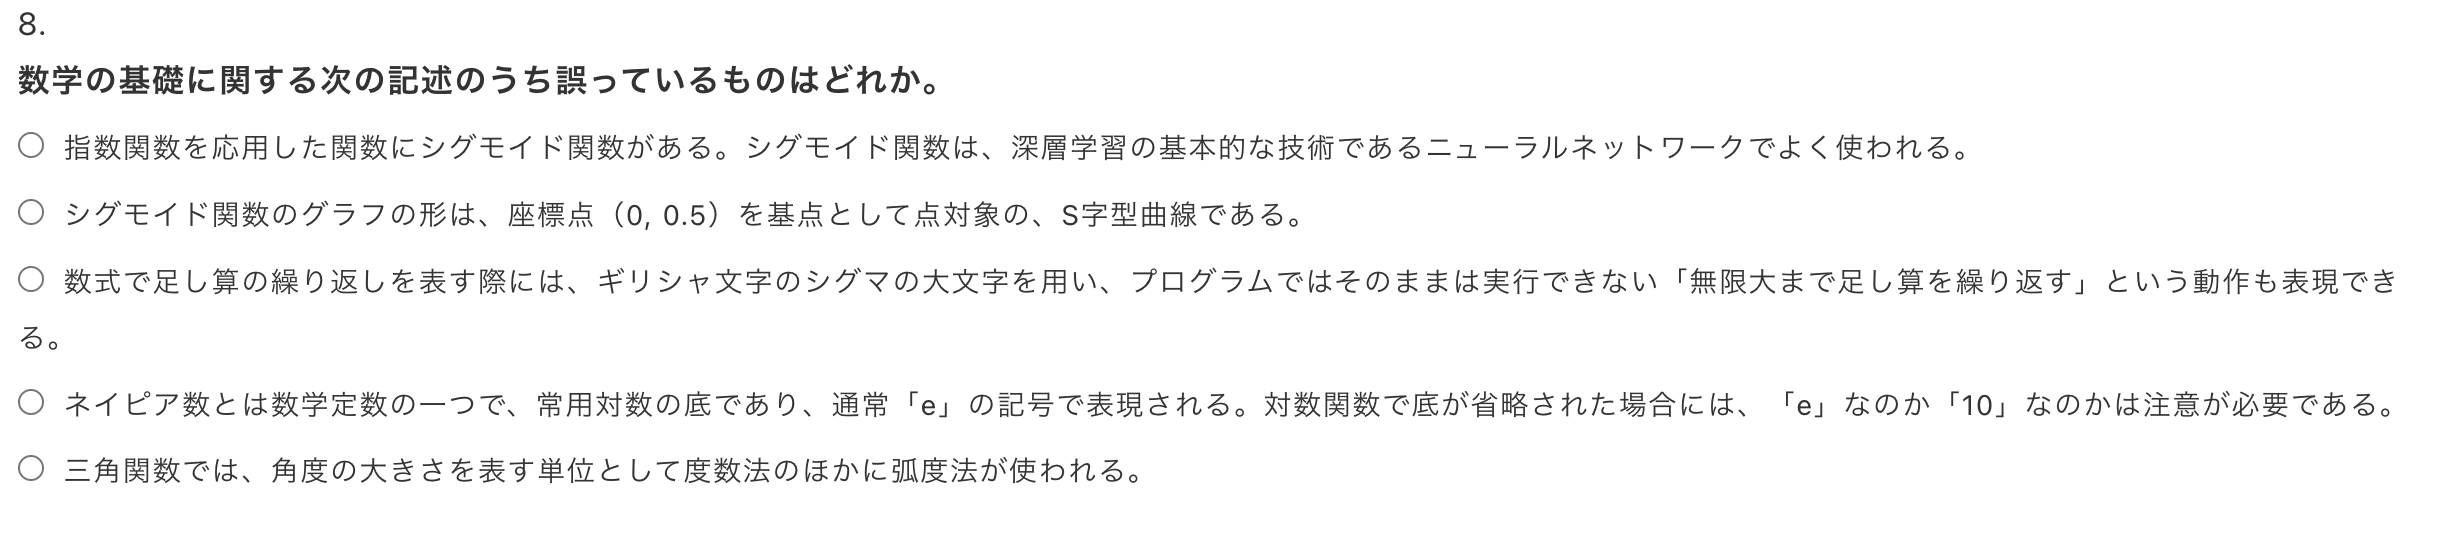 8.
数学の基礎に関する次の記述のうち誤っているものはどれか。
指数関数を応用した関数にシグモイド関数がある。シグモイド関数は、深層学習の基本的な技術であるニューラルネットワークでよく使われる。
シグモイド関数のグラフの形は、座標点（0, 0.5）を基点として点対象の、S字型曲線である。
数式で足し算の繰り返しを表す際には、ギリシャ文字のシグマの大文字を用い、プログラムではそのままは実行できない「無限大まで足し算を繰り返す」という動作も表現でき
る。
ネイピア数とは数学定数の一つで、常用対数の底であり、通常「e」の記号で表現される。対数関数で底が省略された場合には、「e」なのか「10」なのかは注意が必要である。
三角関数では、角度の大きさを表す単位として度数法のほかに弧度法が使われる。